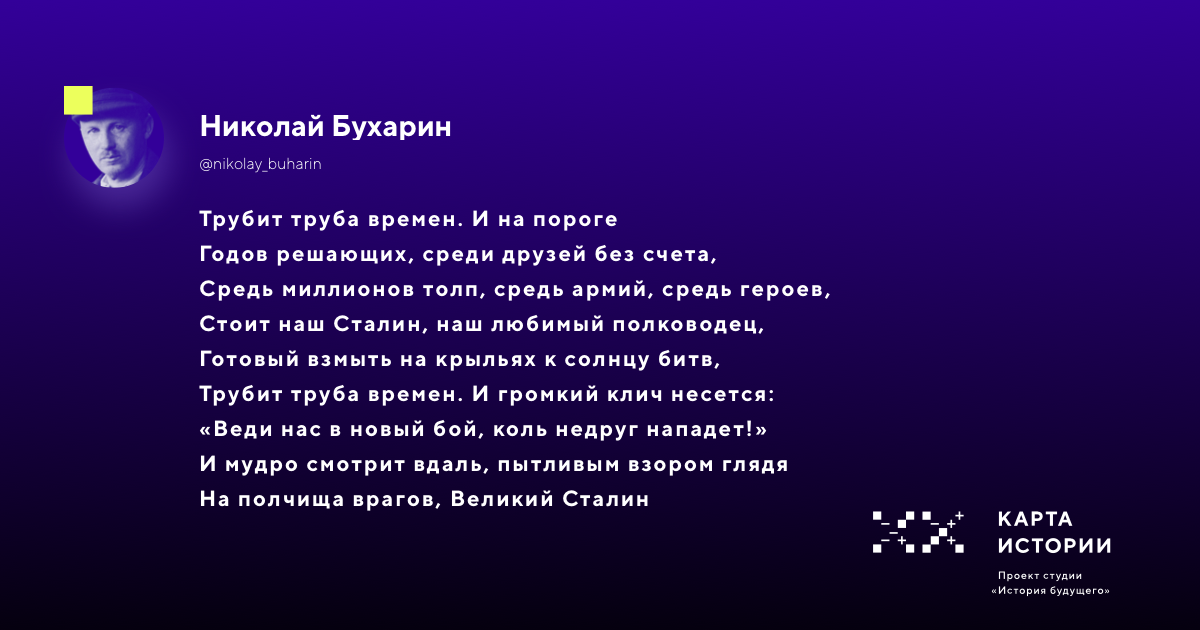 Николай Бухарин
@nikolay_buharin
Трубит труба времен. И на пороге
Годов решающих, среди друзей без счета,
Средь миллионов толп, средь армий, средь героев,
Стоит наш Сталин, наш любимый полководец,
Готовый взмыть на крыльях к солнцу битв,
Трубит труба времен. И громкий клич несется:
«Веди нас в новый бой, коль недруг нападет!»
И мудро смотрит вдаль, пытливым взором глядя
На полчища врагов, Великий Сталин
КАРТА
ИСТОРИИ
Проект студии
«История будущего»